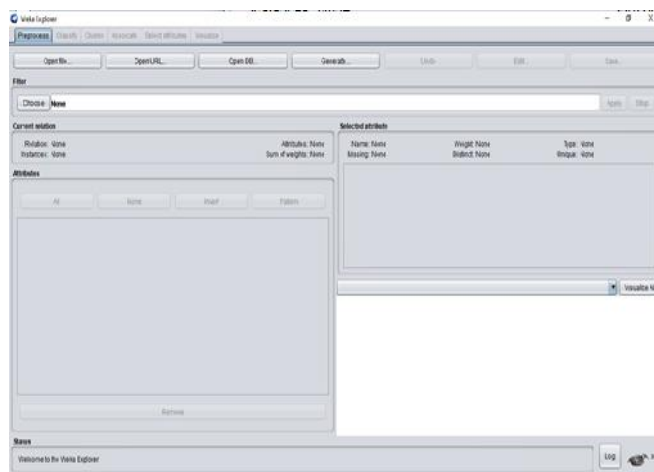 Weka Explorer
Preprocess Classify Cluster Associate Select attributes Visualize
Open file... Open URL... Open DB... Generate... Undo Edit... Save...
Filter
Choose None Apply Stop
Current relation
Relation: None Attributes: None
Instances: None Sum of weights: None
Selected attribute
Name: None Weight: None Type: None
Missing: None Distinct: None Unique: None
Attributes
All None Invert Pattern
Visualize
Remove
Status
Welcome to the Weka Explorer
Log